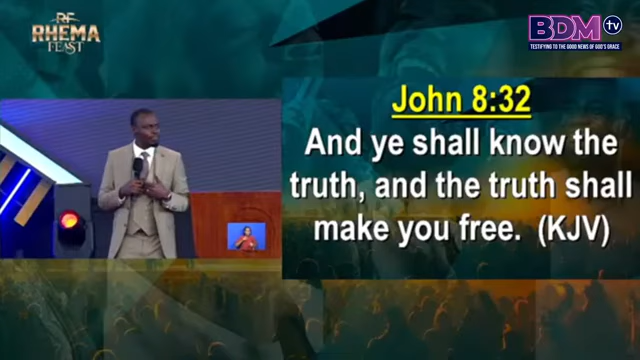 RF
RHEMA
FEAST
BDM tv
TESTIFYING TO THE GOOD NEWS OF GOD'S GRACE
John 8:32
And ye shall know the
truth, and the truth shall
make you free. (KJV)